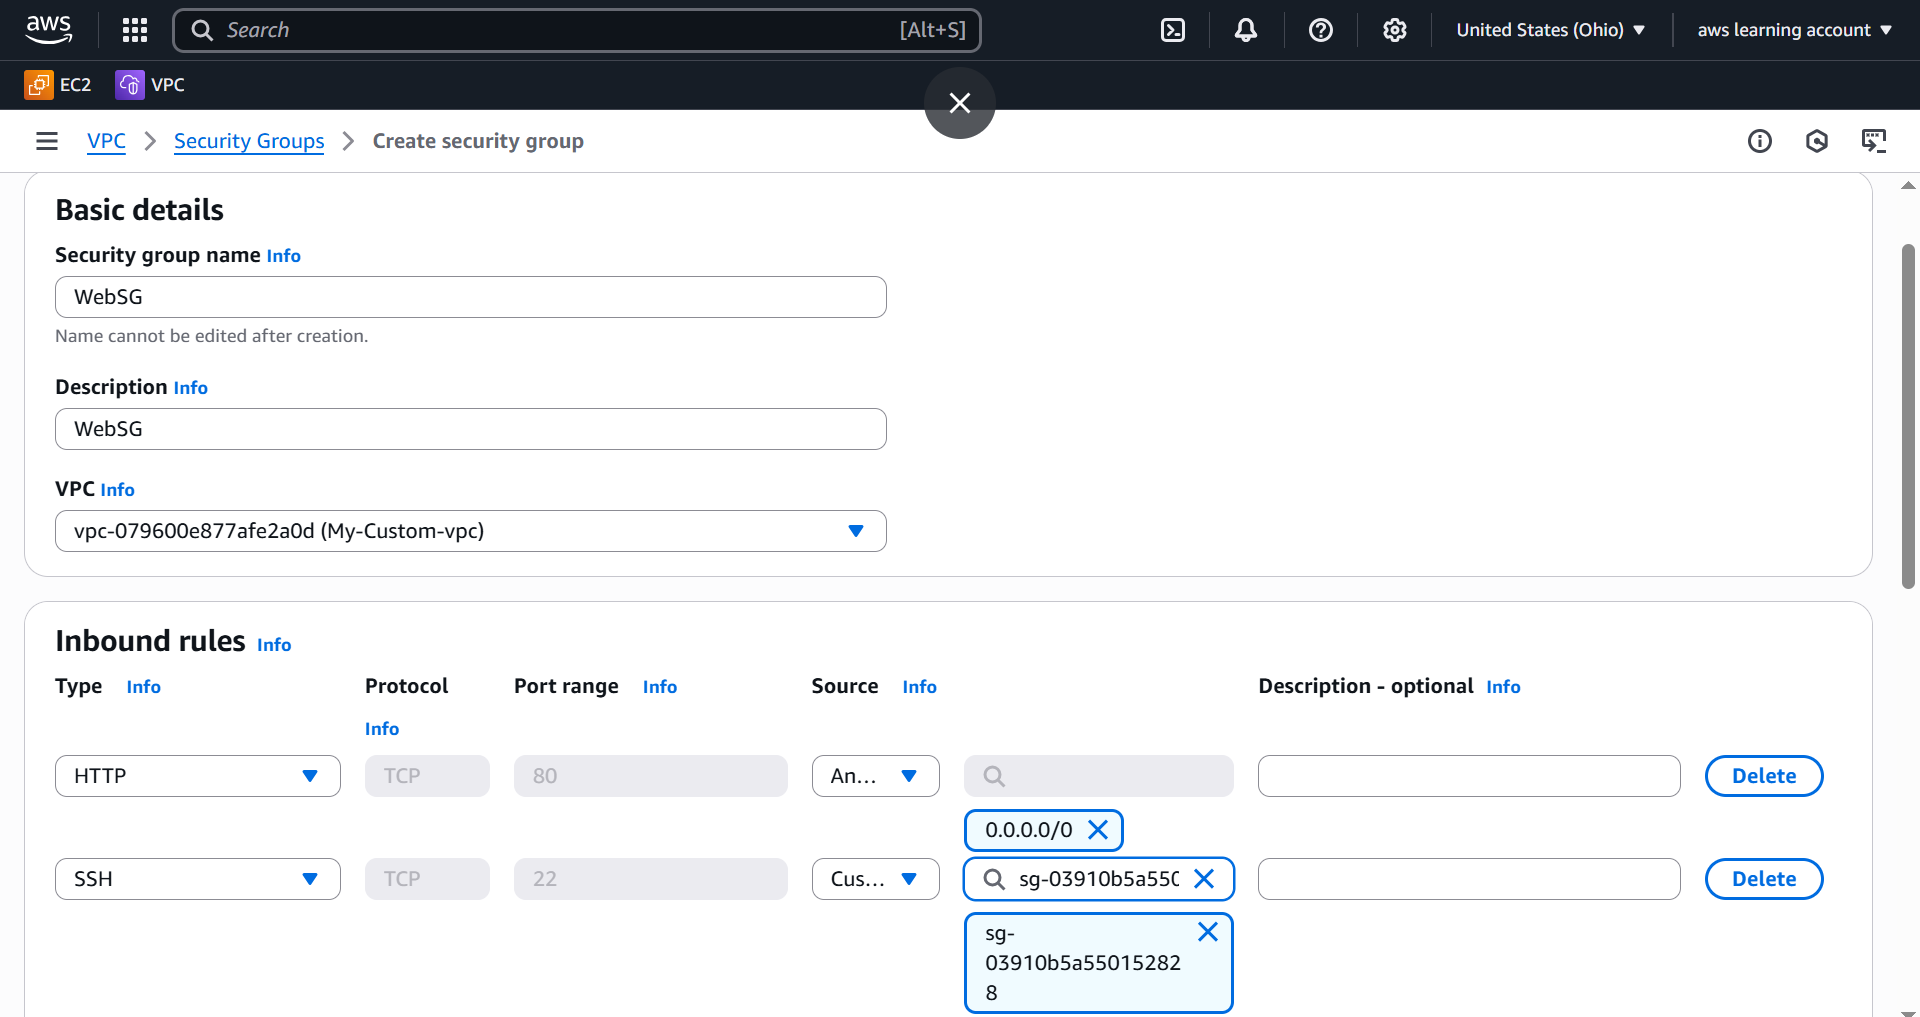 aws
Search [Alt+S]
United States (Ohio)
aws learning account
EC2 VPC
VPC Security Groups Create security group
Basic details
Security group name Info
WebSG
Name cannot be edited after creation.
Description Info
WebSG
VPC Info
vpc-079600e877afe2a0d (My-Custom-vpc)
Inbound rules Info
Type Info Protocol Info Port range Info Source Info Description - optional Info
HTTP TCP 80 An... Delete
0.0.0.0/0
SSH TCP 22 Cus... sg-03910b5a550 Delete
sg-
03910b5a55015282
8